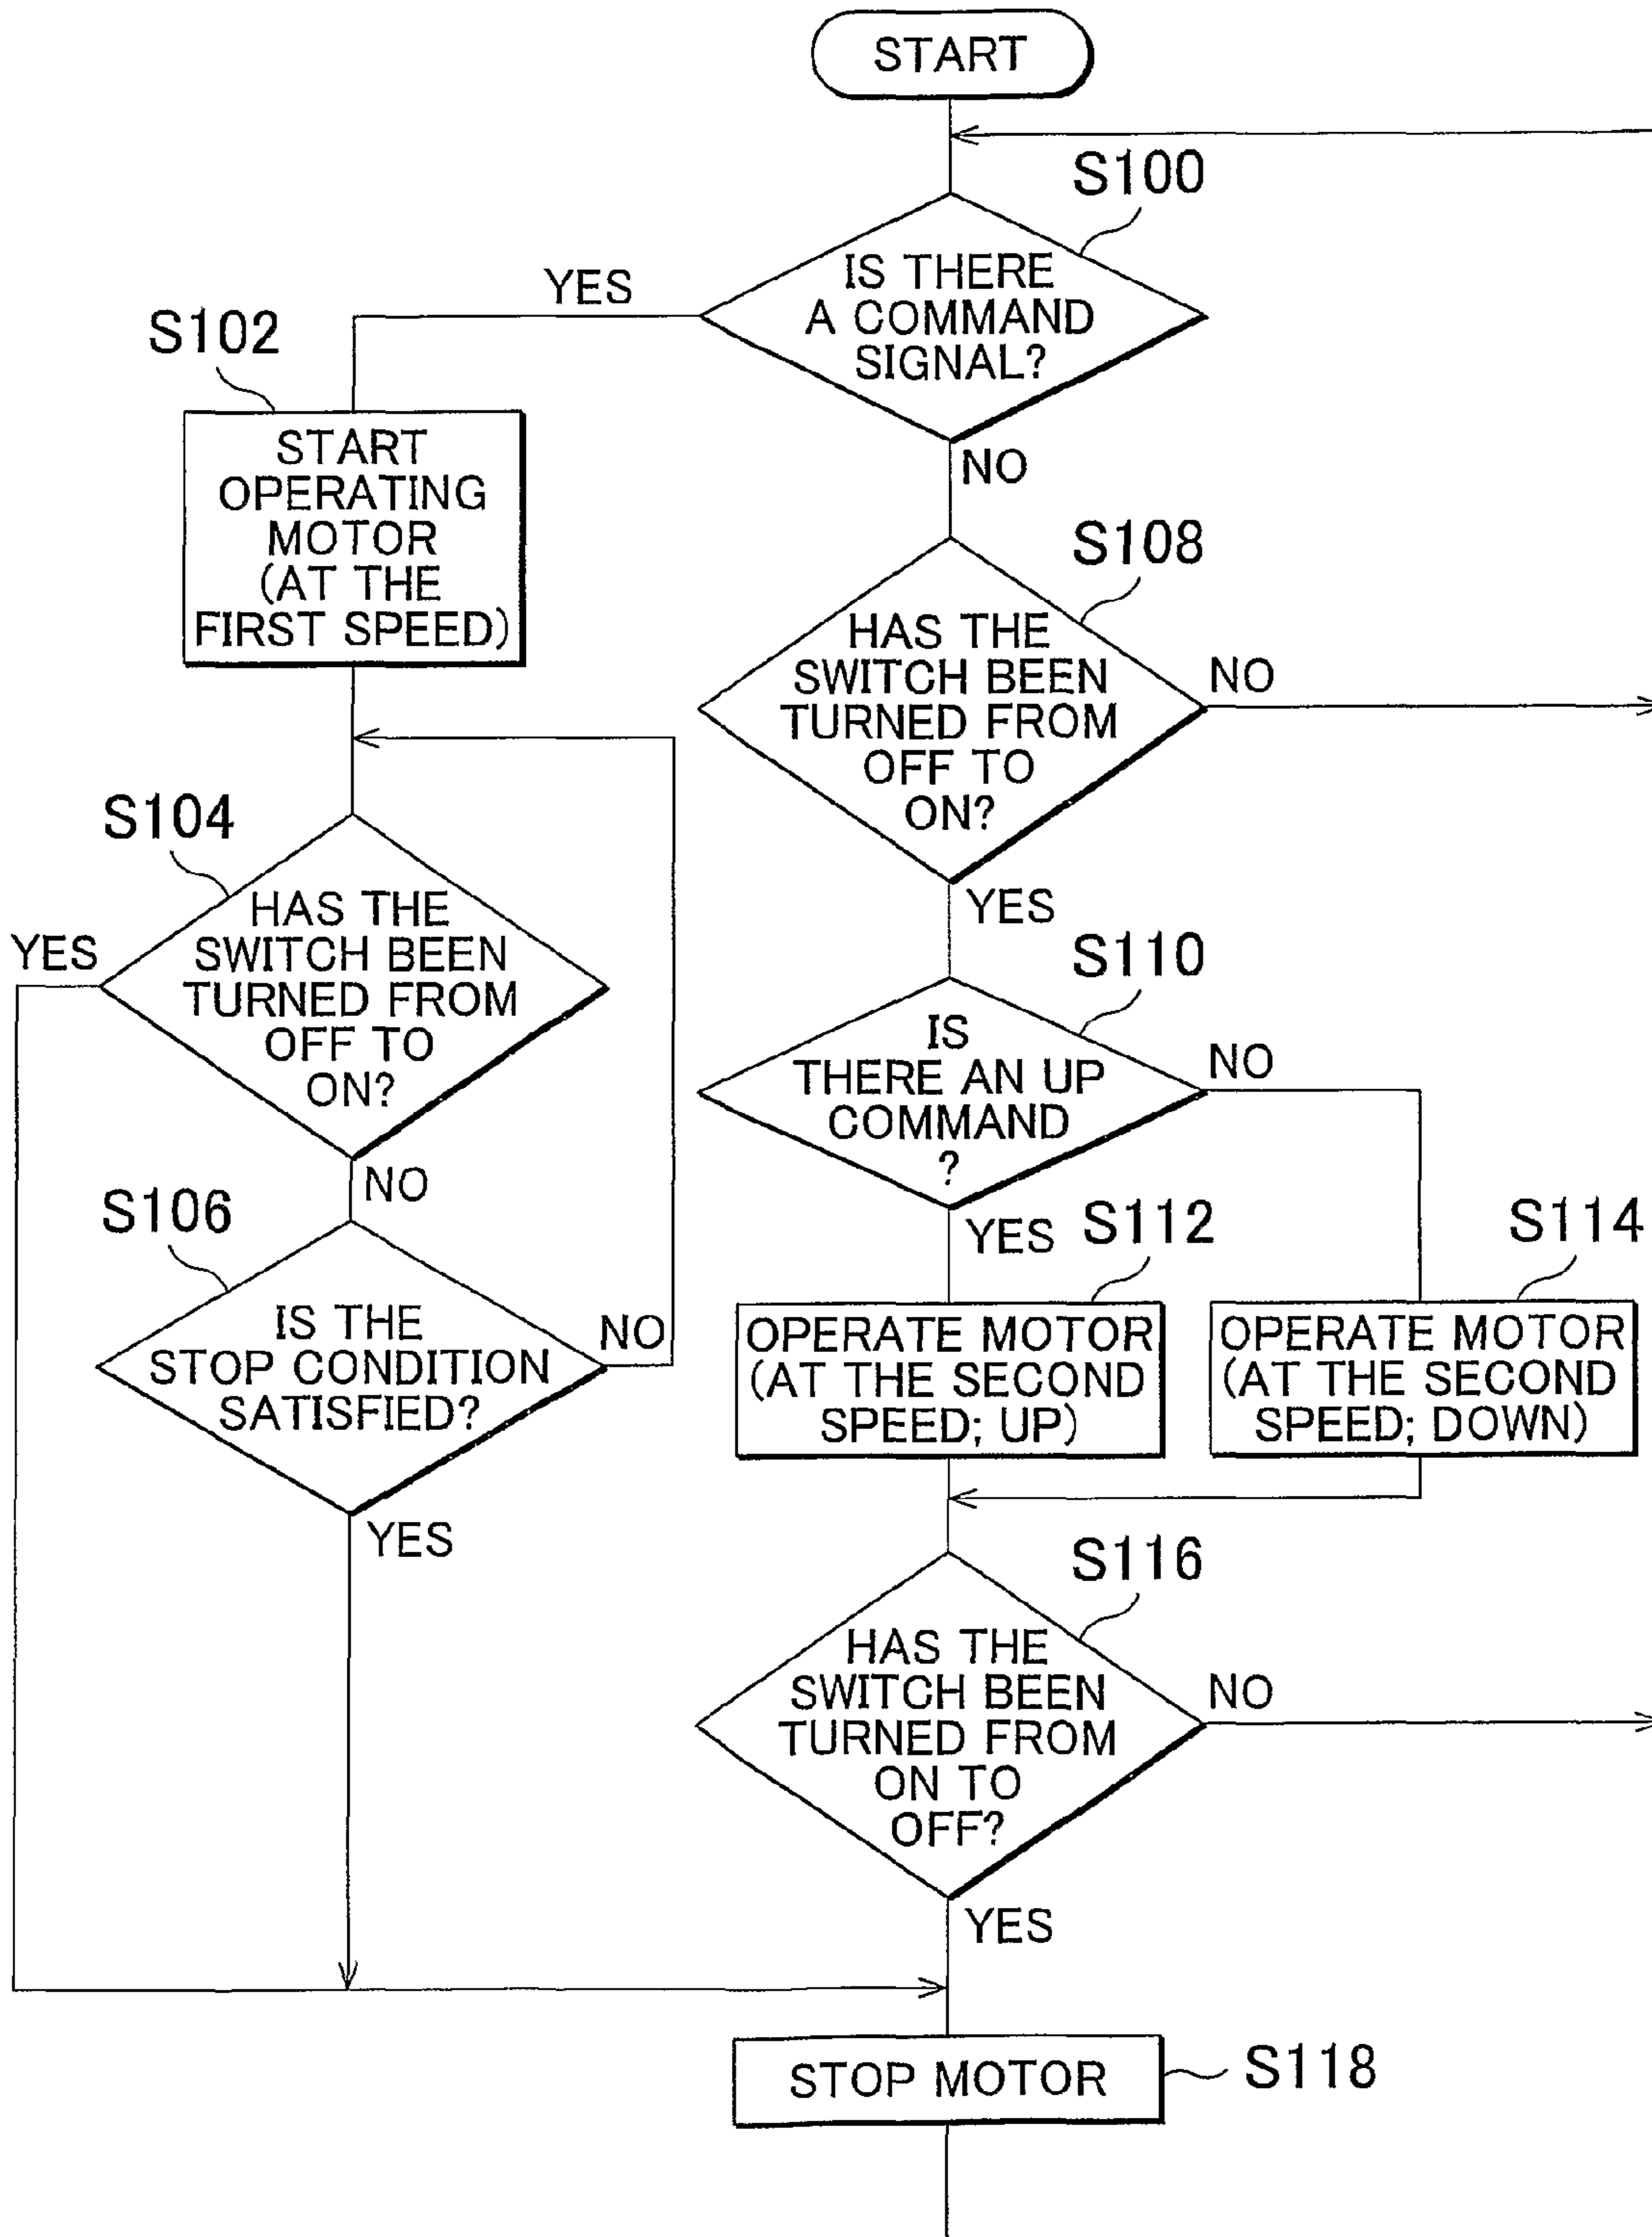 START
S100
IS THERE
A COMMAND
SIGNAL?
YES
NO
S102
START
OPERATING
MOTOR
(AT THE
FIRST SPEED)
S104
HAS THE
SWITCH BEEN
TURNED FROM
OFF TO
ON?
YES
NO
S106
IS THE
STOP CONDITION
SATISFIED?
NO
YES
S108
HAS THE
SWITCH BEEN
TURNED FROM
OFF TO
ON?
NO
YES
S110
IS
THERE AN UP
COMMAND
?
NO
YES
S112
OPERATE MOTOR
(AT THE SECOND
SPEED; UP)
S114
OPERATE MOTOR
(AT THE SECOND
SPEED; DOWN)
S116
HAS THE
SWITCH BEEN
TURNED FROM
ON TO
OFF?
NO
YES
STOP MOTOR
S118